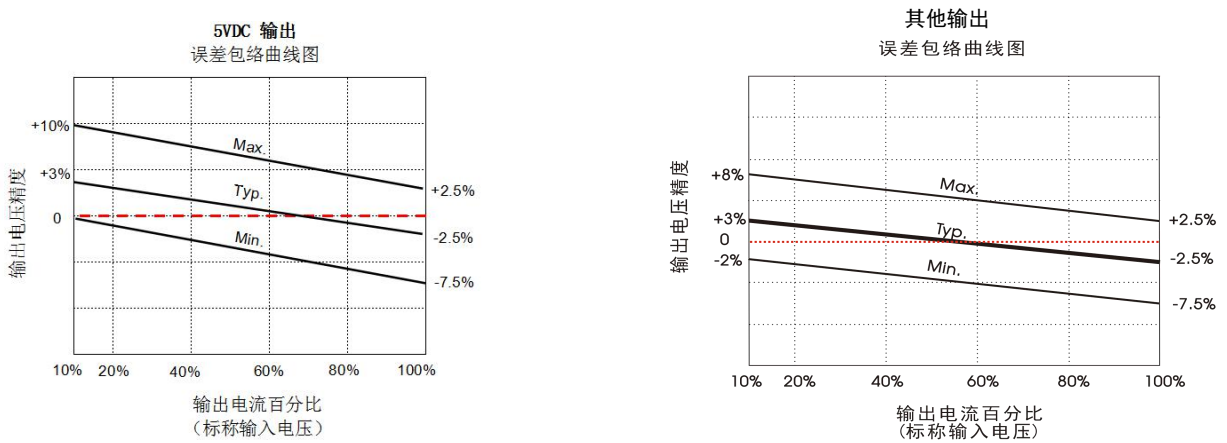 5VDC 输出
误差包络曲线图
+10%
Max.
+3%
Typ.
+2.5%
0
Min.
-2.5%
-7.5%
输出电压精度
10% 20% 40% 60% 80% 100%
输出电流百分比
（标称输入电压）
其他输出
误差包络曲线图
+8%
Max.
+3%
+2.5%
0
Typ.
-2%
Min.
-2.5%
-7.5%
输出电压精度
10% 20% 40% 60% 80% 100%
输出电流百分比
(标称输入电压)